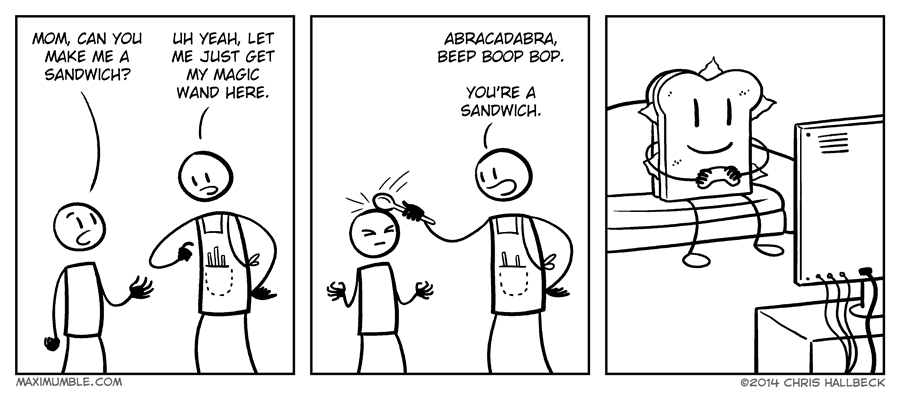 MOM, CAN YOU
MAKE ME A
SANDWICH?
UH YEAH, LET
ME JUST GET
MY MAGIC
WAND HERE.
ABRACADABRA,
BEEP BOOP BOP.
YOU'RE A
SANDWICH.
MAXIMUMBLE.COM
©2014 CHRIS HALLBECK